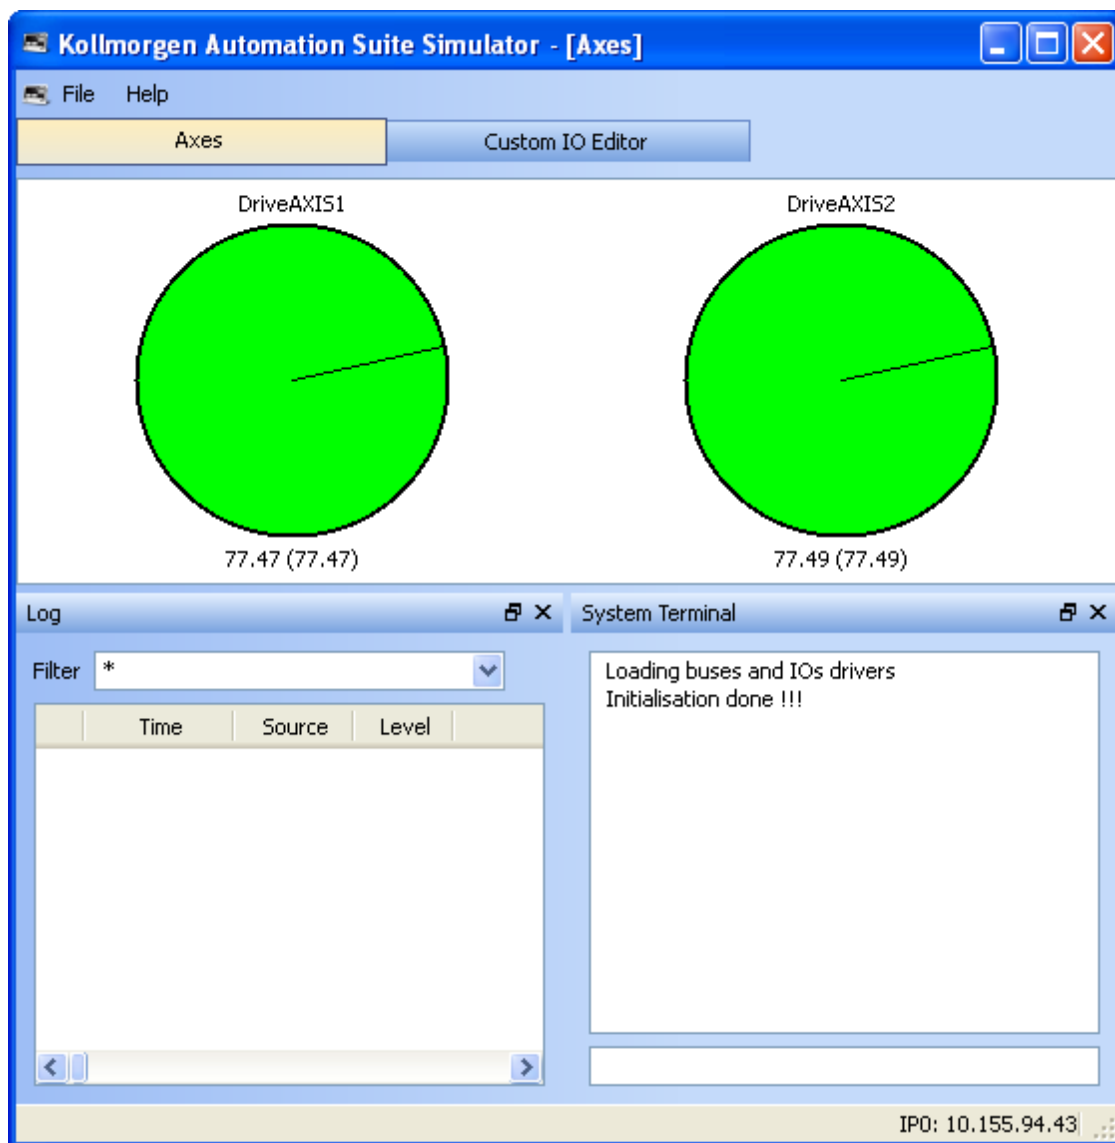 Kollmorgen Automation Suite Simulator - [Axes]
File Help
Axes Custom IO Editor
DriveAXIS1 DriveAXIS2
77.47 (77.47) 77.49 (77.49)
Log
Filter *
Time Source Level
System Terminal
Loading buses and IOs drivers
Initialisation done !!!
IP0: 10.155.94.43